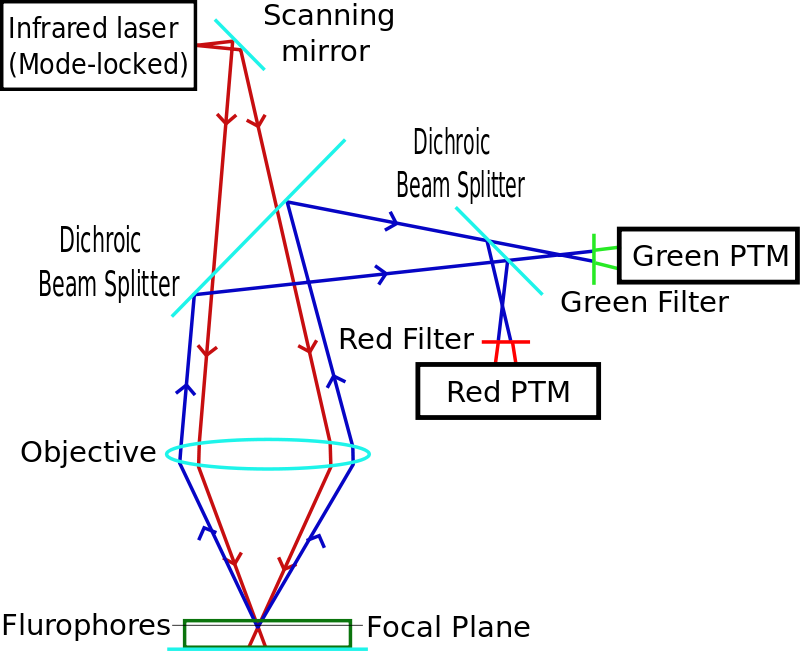 Infrared laser
(Mode-locked)
Scanning
mirror
Dichroic
Beam Splitter
Dichroic
Beam Splitter
Green PTM
Green Filter
Red Filter
Red PTM
Objective
Flurophores
Focal Plane